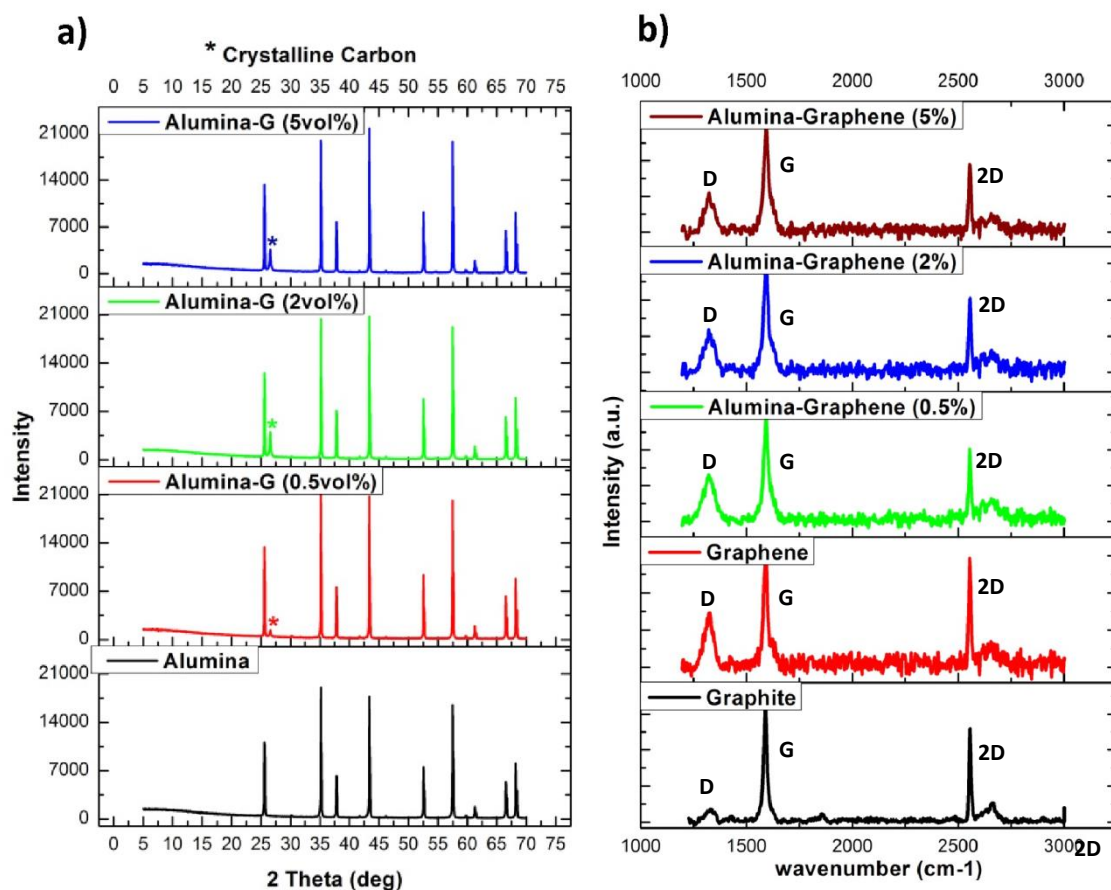 a)
* Crystalline Carbon
0 5 10 15 20 25 30 35 40 45 50 55 60 65 70 75
Alumina-G (5vol%)
21000
14000
7000
0
*
Alumina-G (2vol%)
21000
14000
7000
0
*
Alumina-G (0.5vol%)
21000
14000
7000
0
*
Alumina
21000
14000
7000
0
Intensity
0 5 10 15 20 25 30 35 40 45 50 55 60 65 70 75
2 Theta (deg)
b)
1000 1500 2000 2500 3000
Alumina-Graphene (5%)
D G 2D
Alumina-Graphene (2%)
D G 2D
Alumina-Graphene (0.5%)
D G 2D
Graphene
D G 2D
Graphite
D G 2D
Intensity (a.u.)
1000 1500 2000 2500 3000
wavenumber (cm-1)
2D